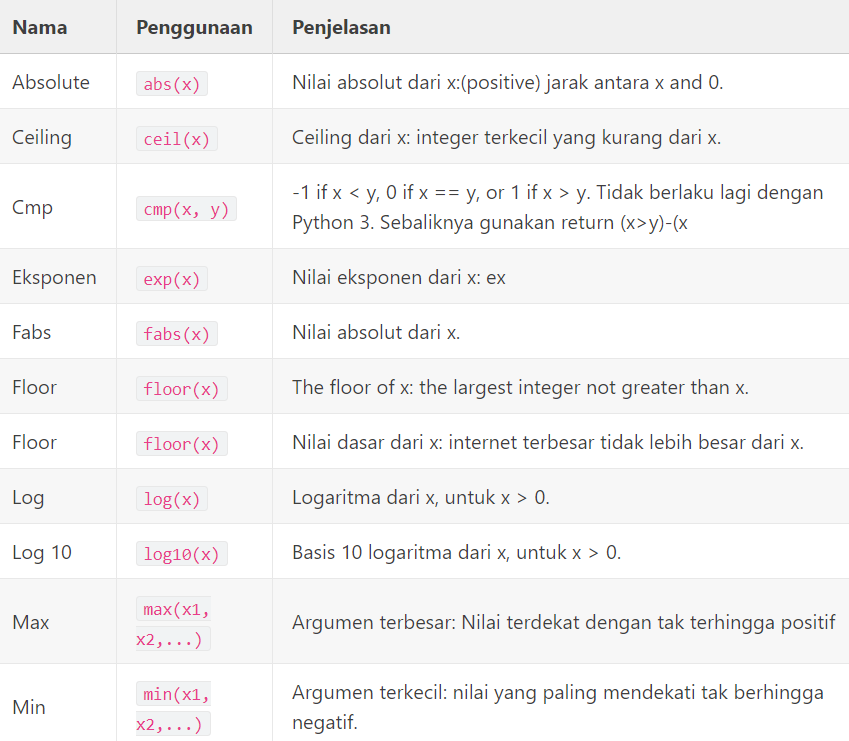 Nama Penggunaan Penjelasan
Absolute abs(x) Nilai absolut dari x:(positive) jarak antara x and 0.
Ceiling ceil(x) Ceiling dari x: integer terkecil yang kurang dari x.
Cmp cmp(x, y) -1 if x < y, 0 if x == y, or 1 if x > y. Tidak berlaku lagi dengan
Python 3. Sebaliknya gunakan return (x>y)-(x
Eksponen exp(x) Nilai eksponen dari x: ex
Fabs fabs(x) Nilai absolut dari x.
Floor floor(x) The floor of x: the largest integer not greater than x.
Floor floor(x) Nilai dasar dari x: internet terbesar tidak lebih besar dari x.
Log log(x) Logaritma dari x, untuk x > 0.
Log 10 log10(x) Basis 10 logaritma dari x, untuk x > 0.
Max max(x1,
x2,...) Argumen terbesar: Nilai terdekat dengan tak terhingga positif
Min min(x1,
x2,...) Argumen terkecil: nilai yang paling mendekati tak berhingga
negatif.